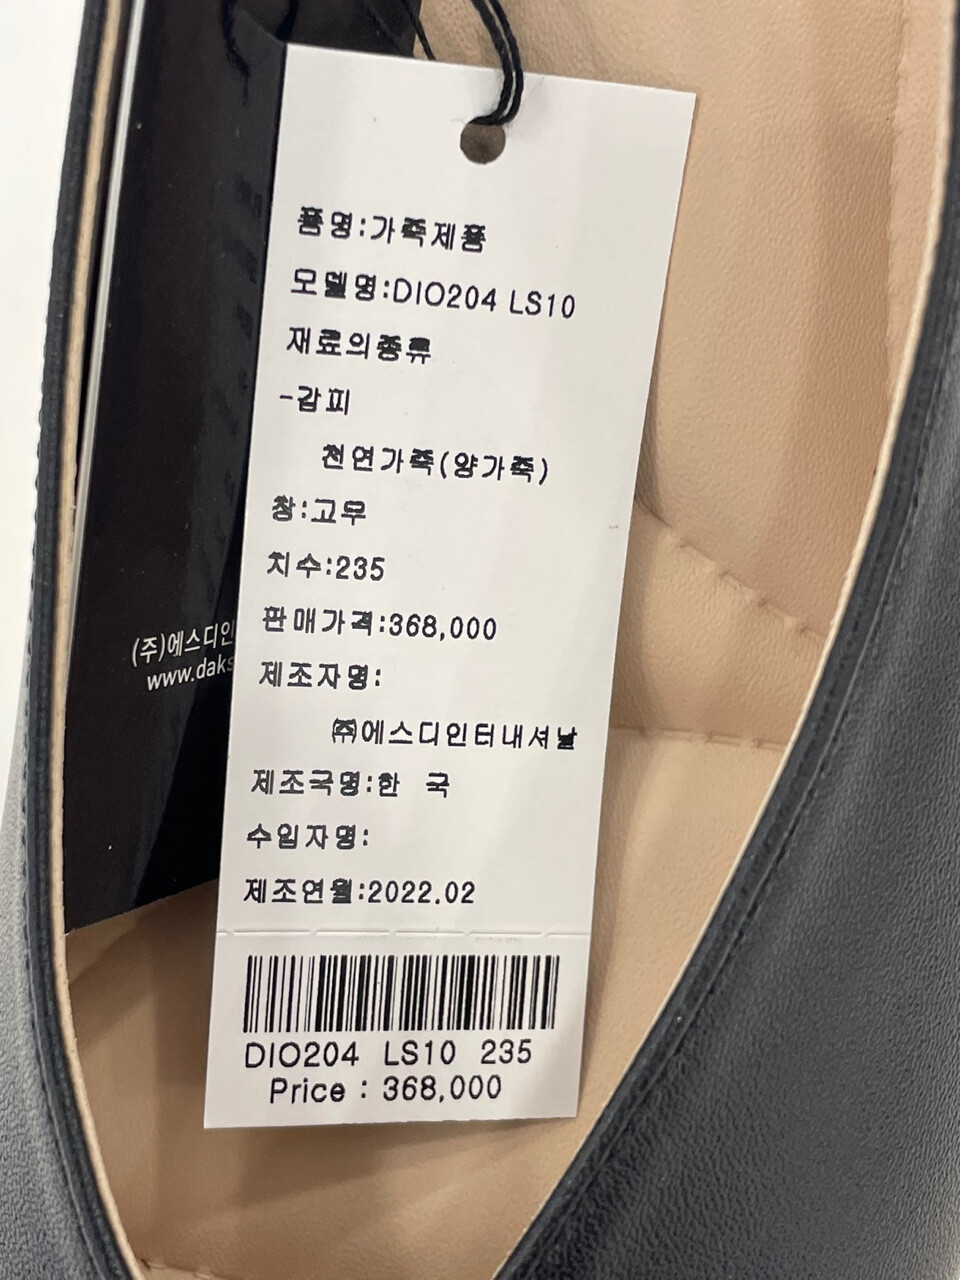 품명:가죽제품
모델명:DIO204 LS10
재료의종류
-갑피
천연가죽(양가죽)
창:고무
치수:235
판매가격:368,000
제조자명:
㈜에스디인터내셔날
제조국명:한 국
수입자명:
제조연월:2022.02
DIO204 LS10 235
Price : 368,000
(주)에스디인
www.daks